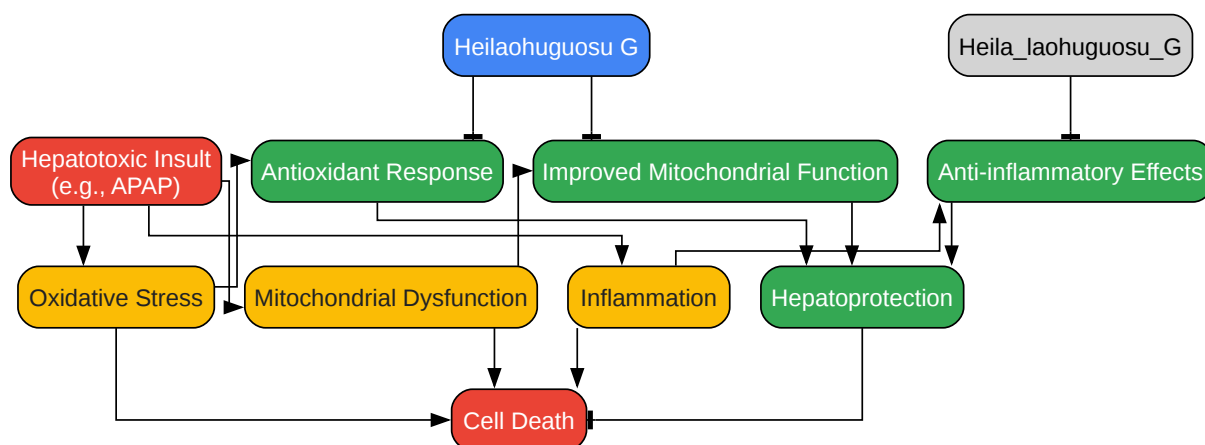 Heilaohuguosu G
Heila_laohuguosu_G
Hepatotoxic Insult
(e.g., APAP)
Antioxidant Response
Improved Mitochondrial Function
Anti-inflammatory Effects
Oxidative Stress
Mitochondrial Dysfunction
Inflammation
Hepatoprotection
Cell Death